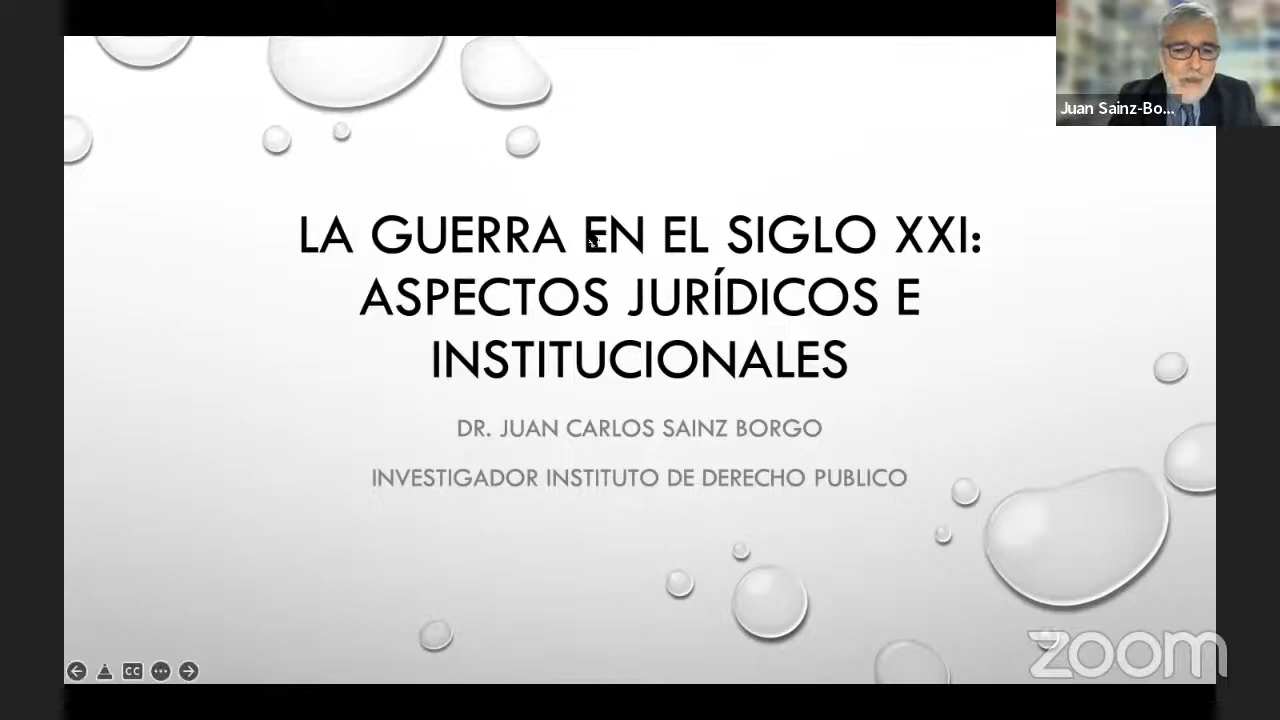 Juan Sainz-Bo...
LA GUERRA EN EL SIGLO XXI:
ASPECTOS JURÍDICOS E
INSTITUCIONALES
DR. JUAN CARLOS SAINZ BORGO
INVESTIGADOR INSTITUTO DE DERECHO PUBLICO
CC
zoom